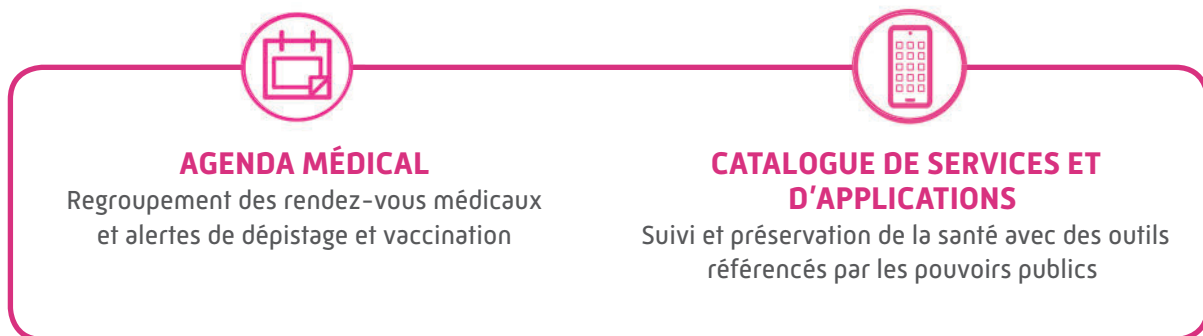 AGENDA MÉDICAL
Regroupement des rendez-vous médicaux
et alertes de dépistage et vaccination
CATALOGUE DE SERVICES ET
D'APPLICATIONS
Suivi et préservation de la santé avec des outils
référencés par les pouvoirs publics